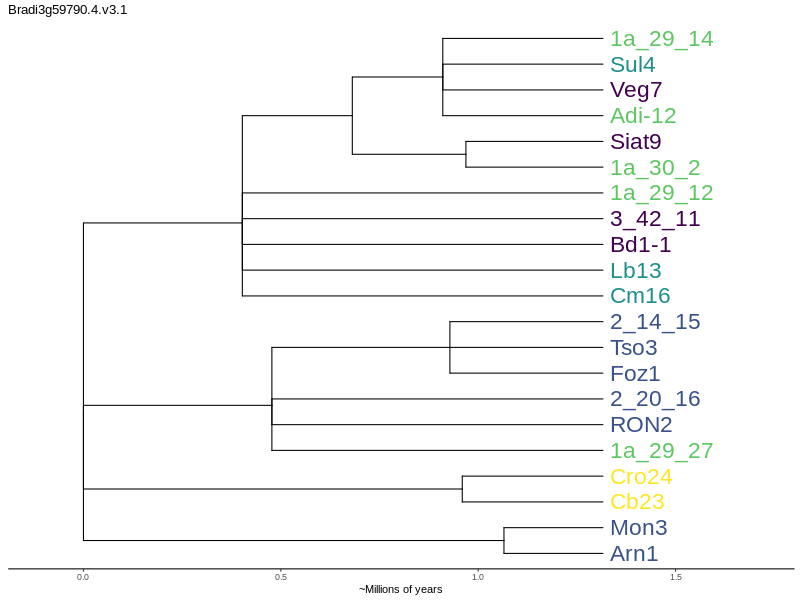 Bradi3g59790.4.v3.1
1a_29_14
Sul4
Veg7
Adi-12
Siat9
1a_30_2
1a_29_12
3_42_11
Bd1-1
Lb13
Cm16
2_14_15
Tso3
Foz1
2_20_16
RON2
1a_29_27
Cro24
Cb23
Mon3
Arn1
0.0 0.5 1.0 1.5
~Millions of years